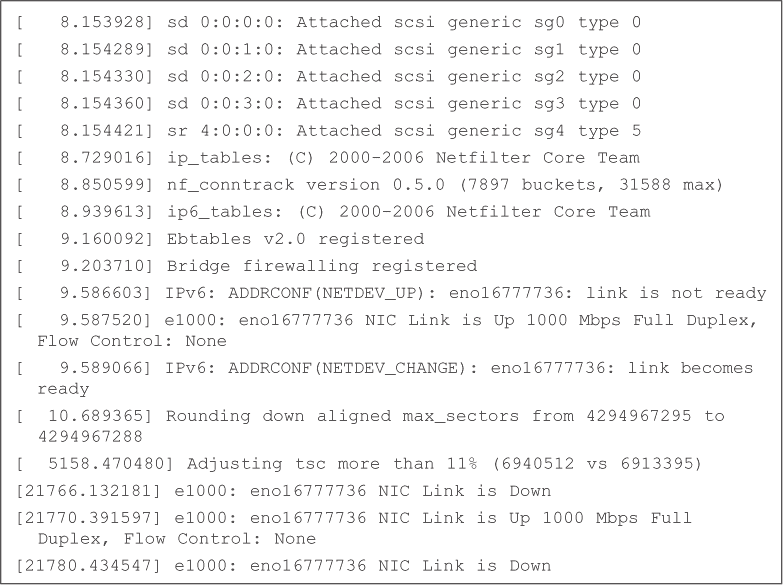 [   8.153928] sd 0:0:0:0: Attached scsi generic sg0 type 0
[   8.154289] sd 0:0:1:0: Attached scsi generic sg1 type 0
[   8.154330] sd 0:0:2:0: Attached scsi generic sg2 type 0
[   8.154360] sd 0:0:3:0: Attached scsi generic sg3 type 0
[   8.154421] sr 4:0:0:0: Attached scsi generic sg4 type 5
[   8.729016] ip_tables: (C) 2000-2006 Netfilter Core Team
[   8.850599] nf_conntrack version 0.5.0 (7897 buckets, 31588 max)
[   8.939613] ip6_tables: (C) 2000-2006 Netfilter Core Team
[   9.160092] Ebtables v2.0 registered
[   9.203710] Bridge firewalling registered
[   9.586603] IPv6: ADDRCONF(NETDEV_UP): eno16777736: link is not ready
[   9.587520] e1000: eno16777736 NIC Link is Up 1000 Mbps Full Duplex,
Flow Control: None
[   9.589066] IPv6: ADDRCONF(NETDEV_CHANGE): eno16777736: link becomes
ready
[  10.689365] Rounding down aligned max_sectors from 4294967295 to
4294967288
[  5158.470480] Adjusting tsc more than 11% (6940512 vs 6913395)
[21766.132181] e1000: eno16777736 NIC Link is Down
[21770.391597] e1000: eno16777736 NIC Link is Up 1000 Mbps Full
Duplex, Flow Control: None
[21780.434547] e1000: eno16777736 NIC Link is Down